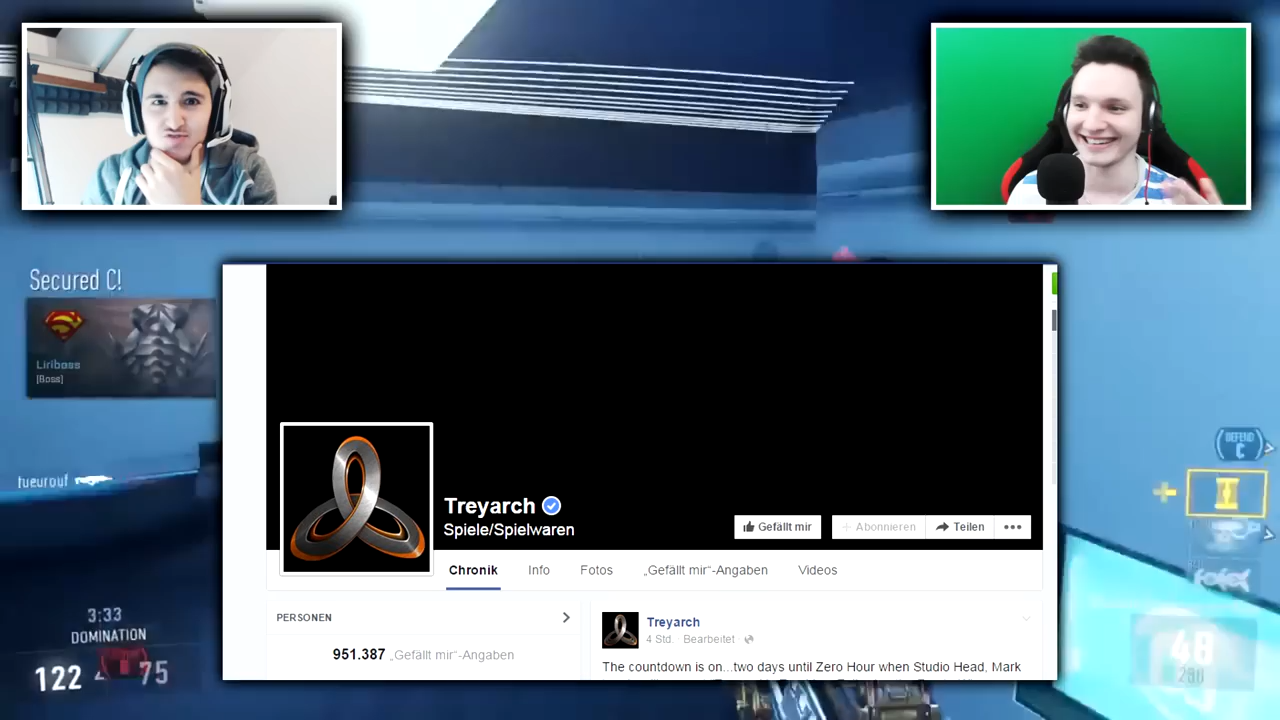 Secured C!
Liriboss
[Boss]
tueurouf
3:33
DOMINATION
122
75
Treyarch
Spiele/Spielwaren
Gefällt mir
+ Abonnieren
Teilen
Chronik
Info
Fotos
„Gefällt mir“-Angaben
Videos
PERSONEN
951.387 „Gefällt mir“-Angaben
Treyarch
4 Std. · Bearbeitet ·
The countdown is on...two days until Zero Hour when Studio Head, Mark
DEFEND
C
48